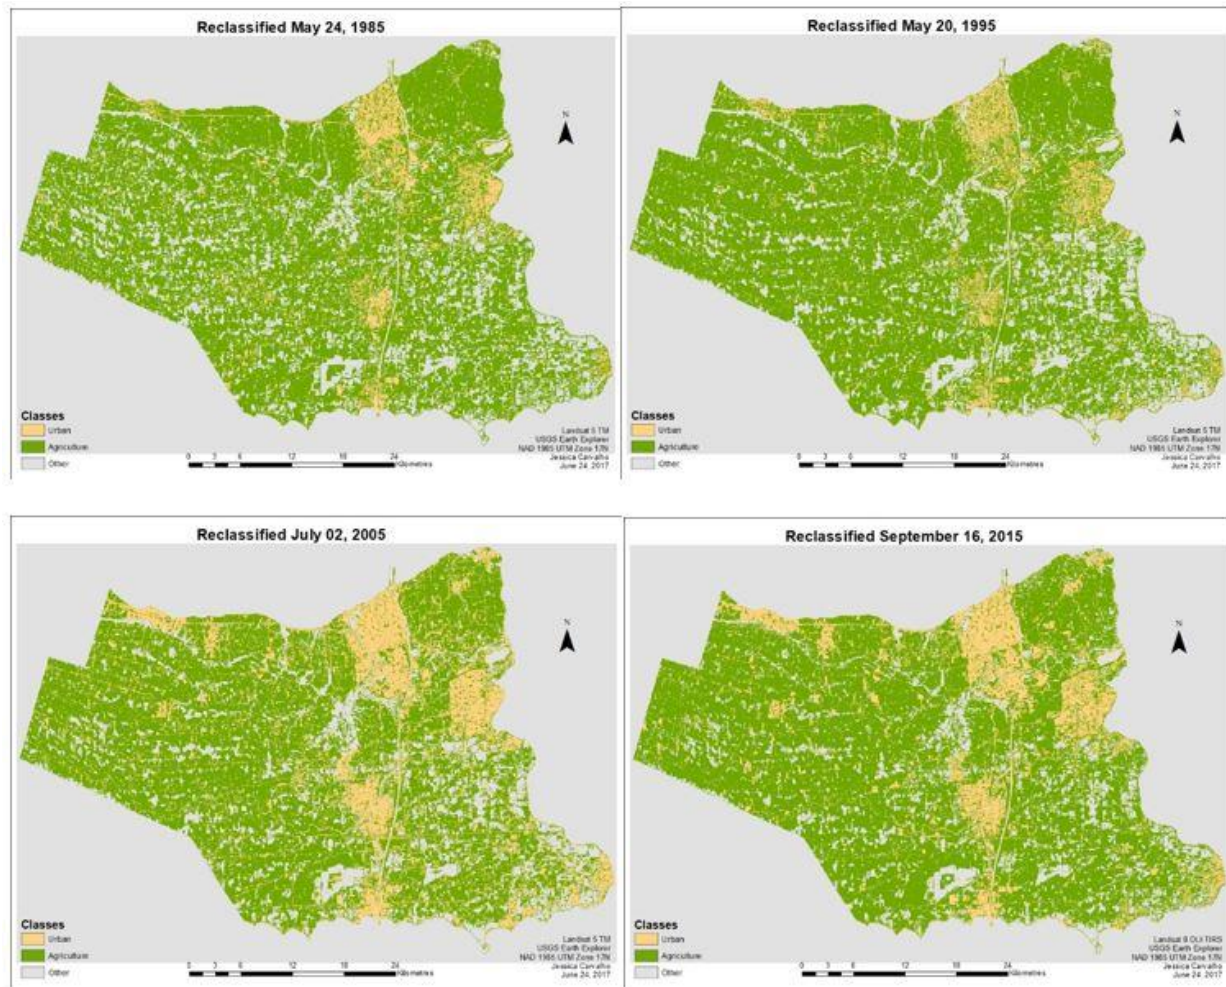 Reclassified May 24, 1985
N
Classes
Urban
Agriculture
Other
0 3 6 12 18 24
Kilometres
Landsat 5 TM
USGS Earth Explorer
NAD 1985 UTM Zone 17N
Jessica Carvalho
June 24, 2017
Reclassified May 20, 1995
N
Classes
Urban
Agriculture
Other
0 3 6 12 18 24
Kilometres
Landsat 5 TM
USGS Earth Explorer
NAD 1985 UTM Zone 17N
Jessica Carvalho
June 24, 2017
Reclassified July 02, 2005
N
Classes
Urban
Agriculture
Other
0 3 6 12 18 24
Kilometres
Landsat 5 TM
USGS Earth Explorer
NAD 1985 UTM Zone 17N
Jessica Carvalho
June 24, 2017
Reclassified September 16, 2015
N
Classes
Urban
Agriculture
Other
0 3 6 12 18 24
Kilometres
Landsat 8 OLI/TIRS
USGS Earth Explorer
NAD 1985 UTM Zone 17N
Jessica Carvalho
June 24, 2017